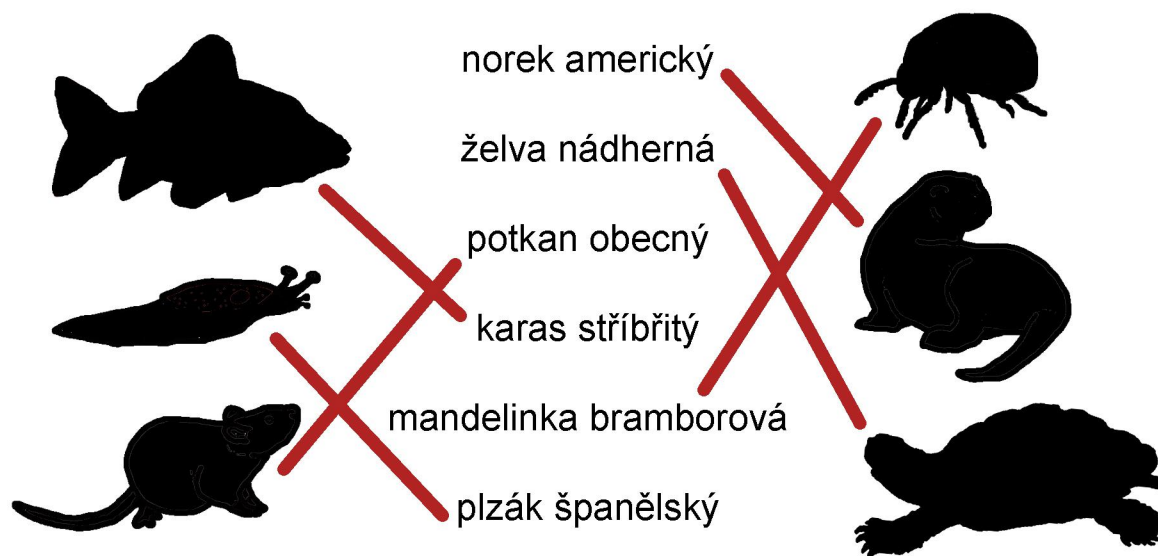 norek americký
želva nádherná
potkan obecný
karas stříbřitý
mandelinka bramborová
plzák španělský